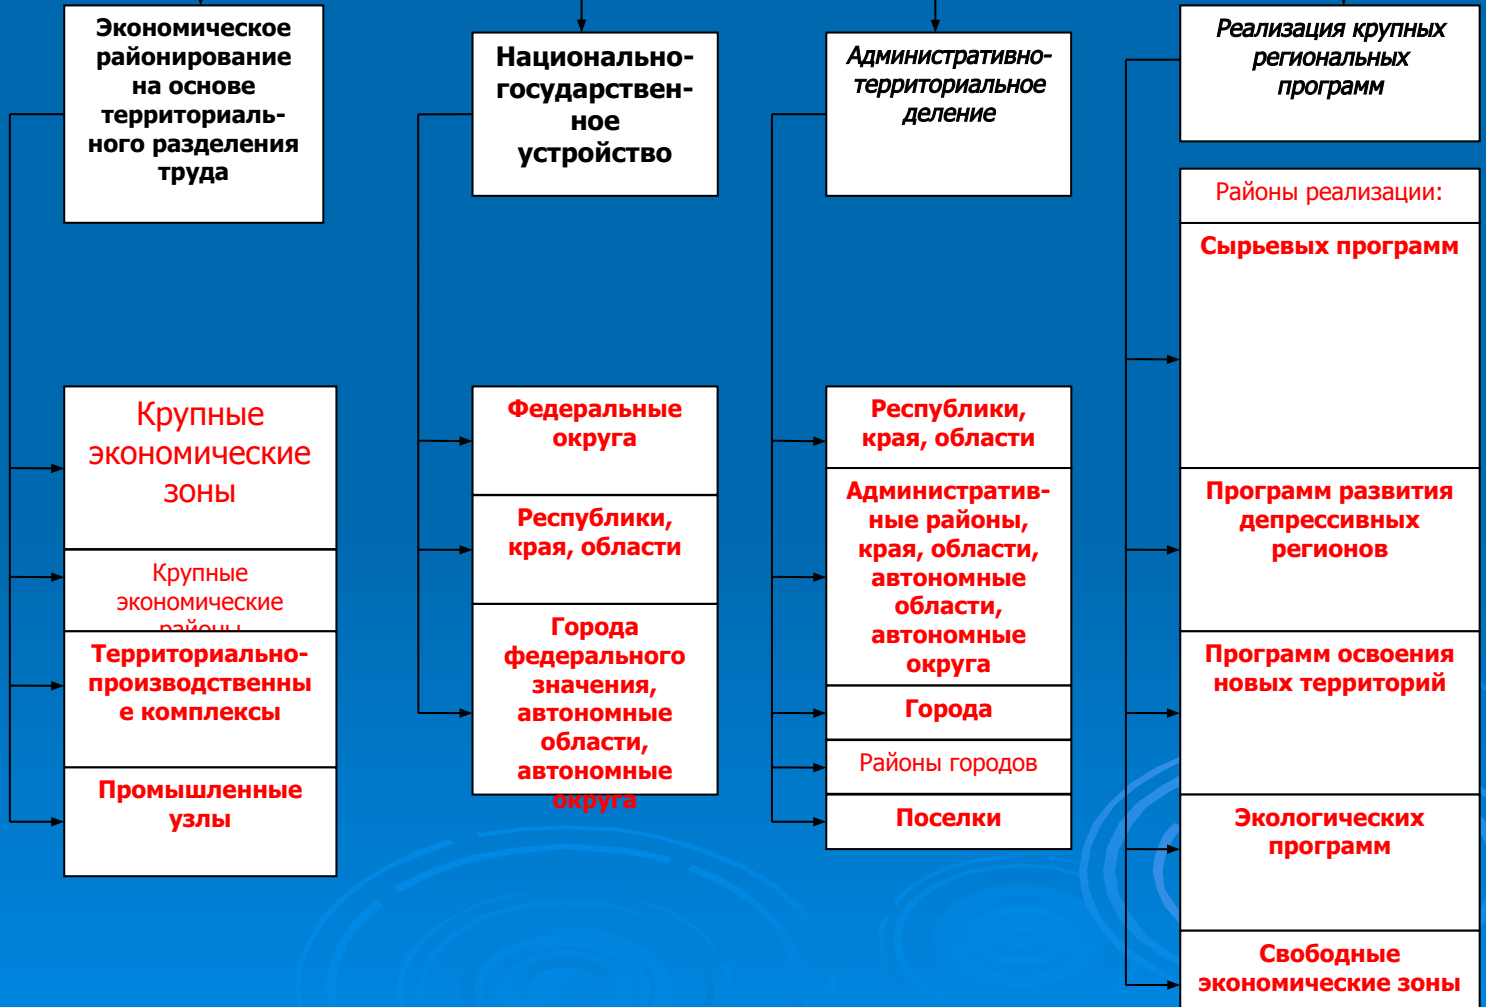 Экономическое
районирование
на основе
территориаль-
ного разделения
труда
Крупные
экономические
зоны
Крупные
экономические
районы
Территориально-
производственны
е комплексы
Промышленные
узлы
Национально-
государствен-
ное
устройство
Федеральные
округа
Республики,
края, области
Города
федерального
значения,
автономные
области,
автономные
округа
Административно-
территориальное
деление
Республики,
края, области
Административ-
ные районы,
края, области,
автономные
области,
автономные
округа
Города
Районы городов
Поселки
Реализация крупных
региональных
программ
Районы реализации:
Сырьевых программ
Программ развития
депрессивных
регионов
Программ освоения
новых территорий
Экологических
программ
Свободные
экономические зоны